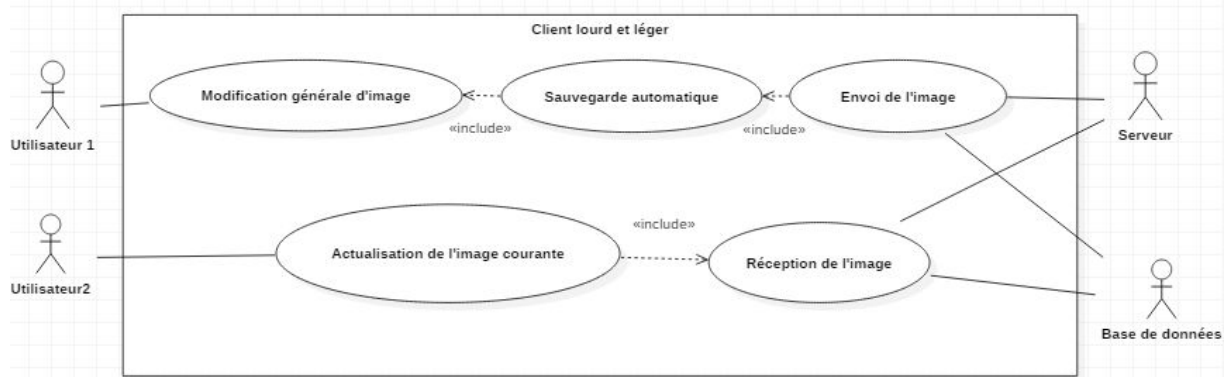 Client lourd et léger
Modification générale d'image
Sauvegarde automatique
Envoi de l'image
«include»
«include»
Utilisateur 1
Serveur
«include»
Actualisation de l'image courante
Réception de l'image
Utilisateur2
Base de données